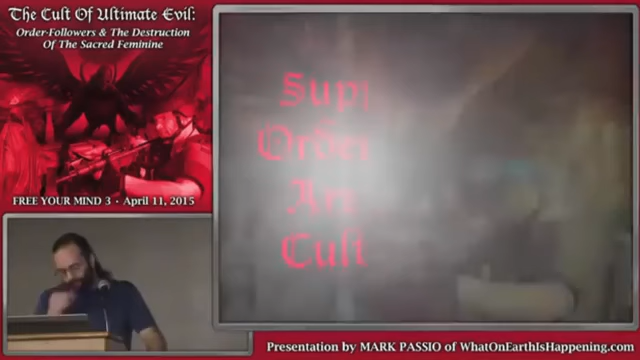 The Cult Of Ultimate Evil:
Order-Followers & The Destruction
Of The Sacred Feminine
FREE YOUR MIND 3 • April 11, 2015
Cult
Presentation by MARK PASSIO of WhatOnEarthIsHappening.com